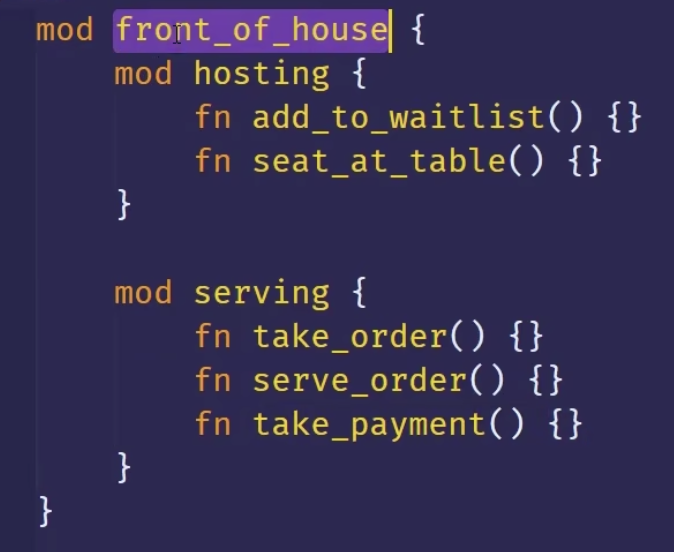 mod front_of_house {
    mod hosting {
        fn add_to_waitlist() {}
        fn seat_at_table() {}
    }

    mod serving {
        fn take_order() {}
        fn serve_order() {}
        fn take_payment() {}
    }
}